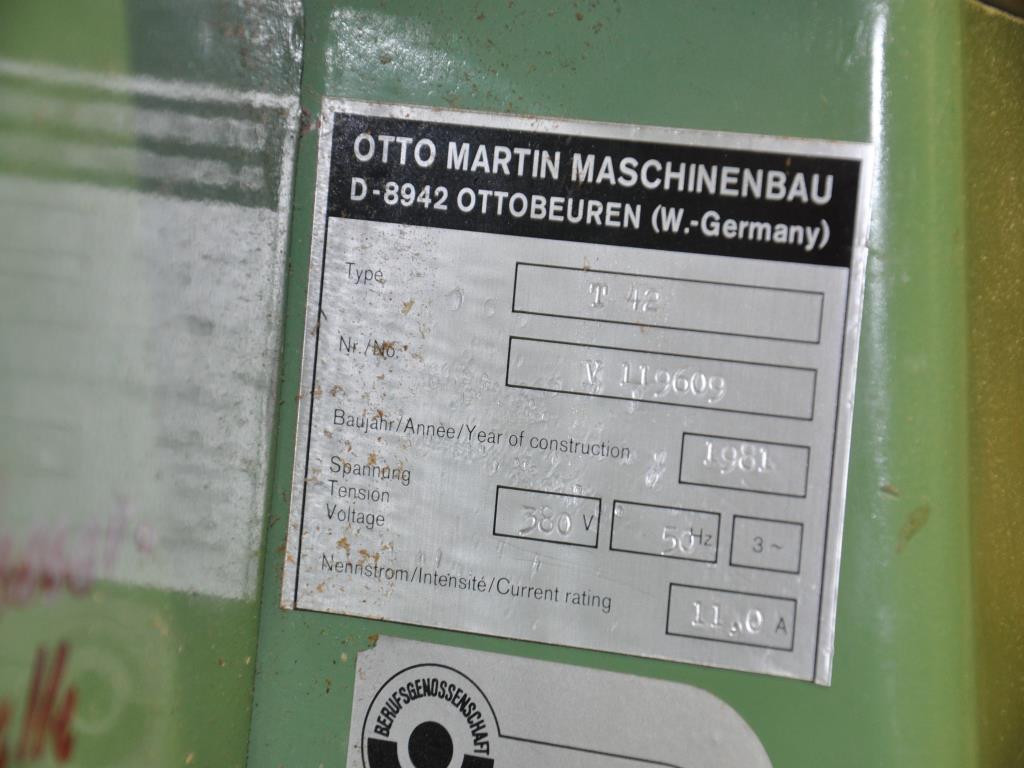 OTTO MARTIN MASCHINENBAU
D-8942 OTTOBEUREN (W.-Germany)
Type T 42
Nr./No. V 119609
Baujahr/Année/Year of construction 1981
Spannung
Tension
Voltage 380 V 50 Hz 3~
Nennstrom/Intensité/Current rating 11,0 A
BERUFSGENOSSENSCHAFT